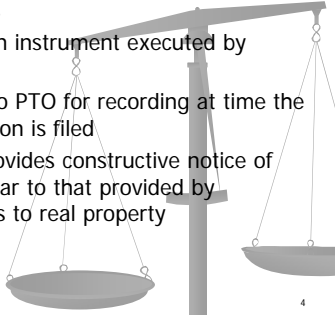 n instrument executed by
o PTO for recording at time the
on is filed
ovides constructive notice of
ar to that provided by
s to real property
4